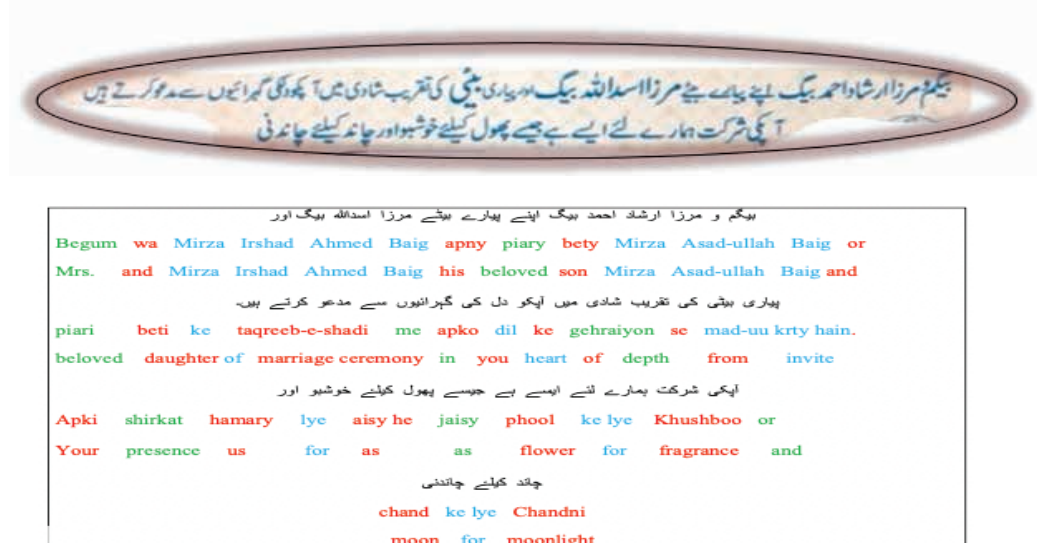 بیگم و مرزا ارشاد احمد بیگ اپنے پیارے بیٹے مرزا اسد اللہ بیگ اور پیاری بیٹی کی تقریب شادی میں آپکو دلکی گہرائیوں سے مدعو کرتے ہیں
آپکی شرکت ہمارے لئے ایسے ہے جیسے پھول کیلئے خوشبو اور چاند کیلئے چاندنی
بیگم و مرزا ارشاد احمد بیگ اپنے پیارے بیٹے مرزا اسدالله بیگ اور
Begum wa Mirza Irshad Ahmed Baig apny piary bety Mirza Asad-ullah Baig or
Mrs. and Mirza Irshad Ahmed Baig his beloved son Mirza Asad-ullah Baig and
پیاری بیٹی کی تقریب شادی میں آپکو دل کی گہرائیوں سے مدعو کرتے ہیں۔
piari beti ke taqreeb-e-shadi me apko dil ke gehraiyon se mad-uu krty hain.
beloved daughter of marriage ceremony in you heart of depth from invite
آپکی شرکت ہمارے لئے ایسے ہے جیسے پھول کیلئے خوشبو اور
Apki shirkat hamary lye aisy he jaisy phool ke lye Khushboo or
Your presence us for as as flower for fragrance and
چاند کیلئے چاندنی
chand ke lye Chandni
moon for moonlight